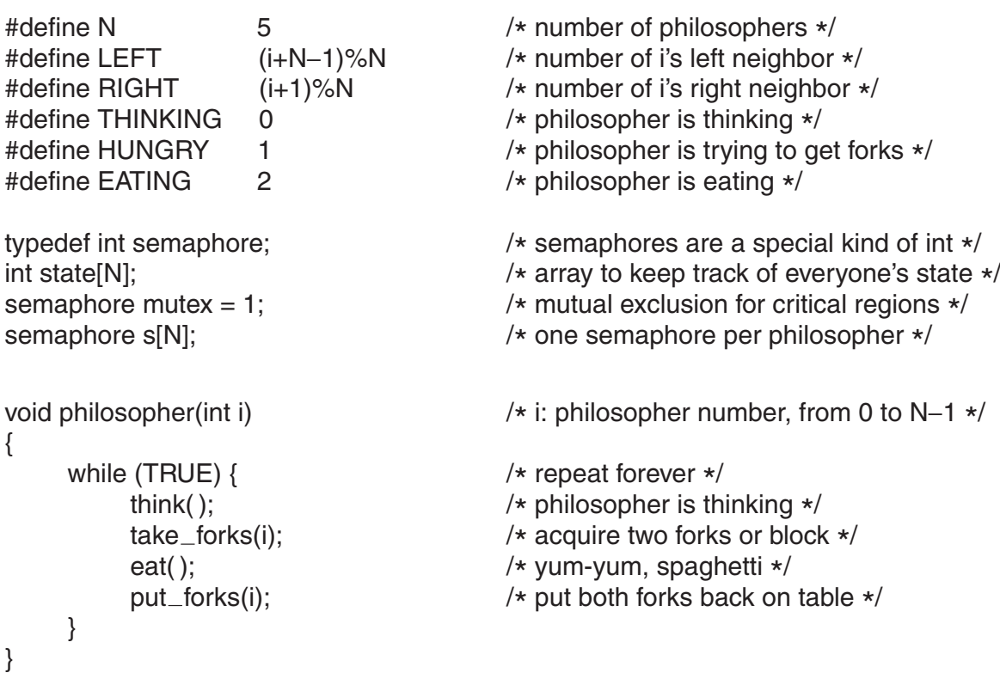 #define N 5 /* number of philosophers */
#define LEFT (i+N−1)%N /* number of i’s left neighbor */
#define RIGHT (i+1)%N /* number of i’s right neighbor */
#define THINKING 0 /* philosopher is thinking */
#define HUNGRY 1 /* philosopher is trying to get forks */
#define EATING 2 /* philosopher is eating */
typedef int semaphore; /* semaphores are a special kind of int */
int state[N]; /* array to keep track of everyone’s state */
semaphore mutex = 1; /* mutual exclusion for critical regions */
semaphore s[N]; /* one semaphore per philosopher */
void philosopher(int i) /* i: philosopher number, from 0 to N−1 */
{
while (TRUE) { /* repeat forever */
think( ); /* philosopher is thinking */
take_forks(i); /* acquire two forks or block */
eat( ); /* yum-yum, spaghetti */
put_forks(i); /* put both forks back on table */
}
}